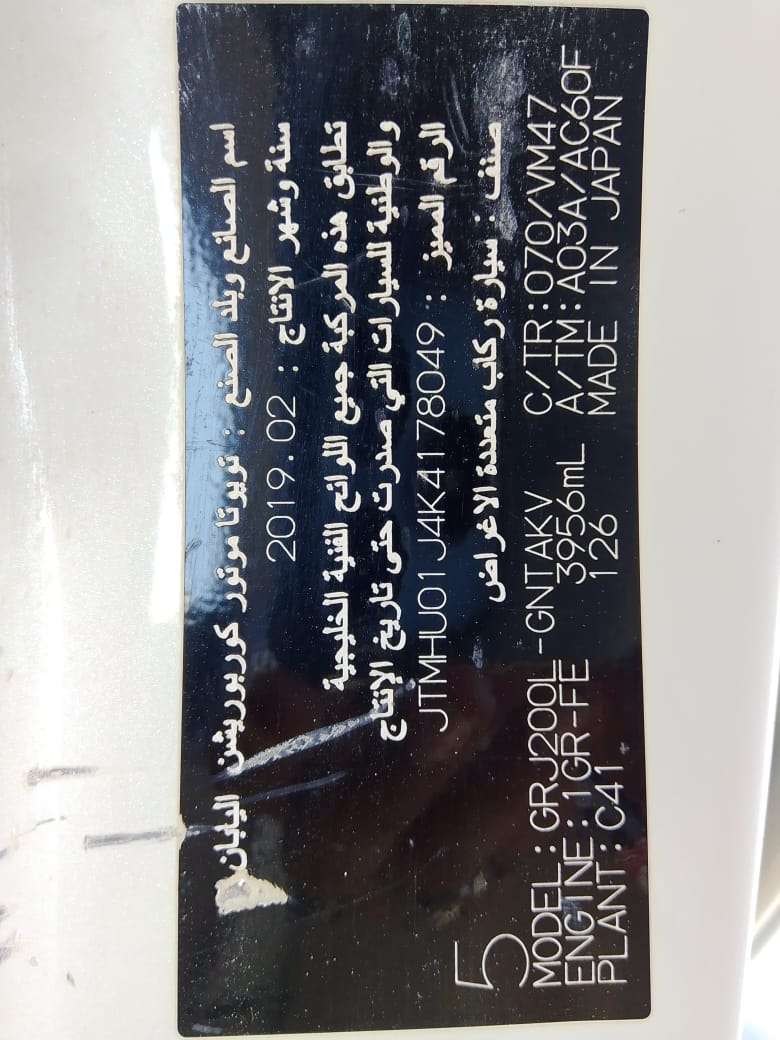 اسم الصانع وبلد الصنع : تويوتا موتور كوربوريشن اليابان
سنة وشهر الانتاج : 2019.02
تطابق هذه المركبة جميع اللوائح الفنية الخليجية
والوطنية للسيارات التي صدرت حتى تاريخ الإنتاج
الرقم المميز : JTMHU01J4K4178049
صنف : سيارة ركاب متعددة الاغراض
5
MODEL:GRJ200L-GNTAKV C/TR:070/VM47
ENGINE:1GR-FE 3956mL A/TM:A03A/AC60F
PLANT:C41 126 MADE IN JAPAN